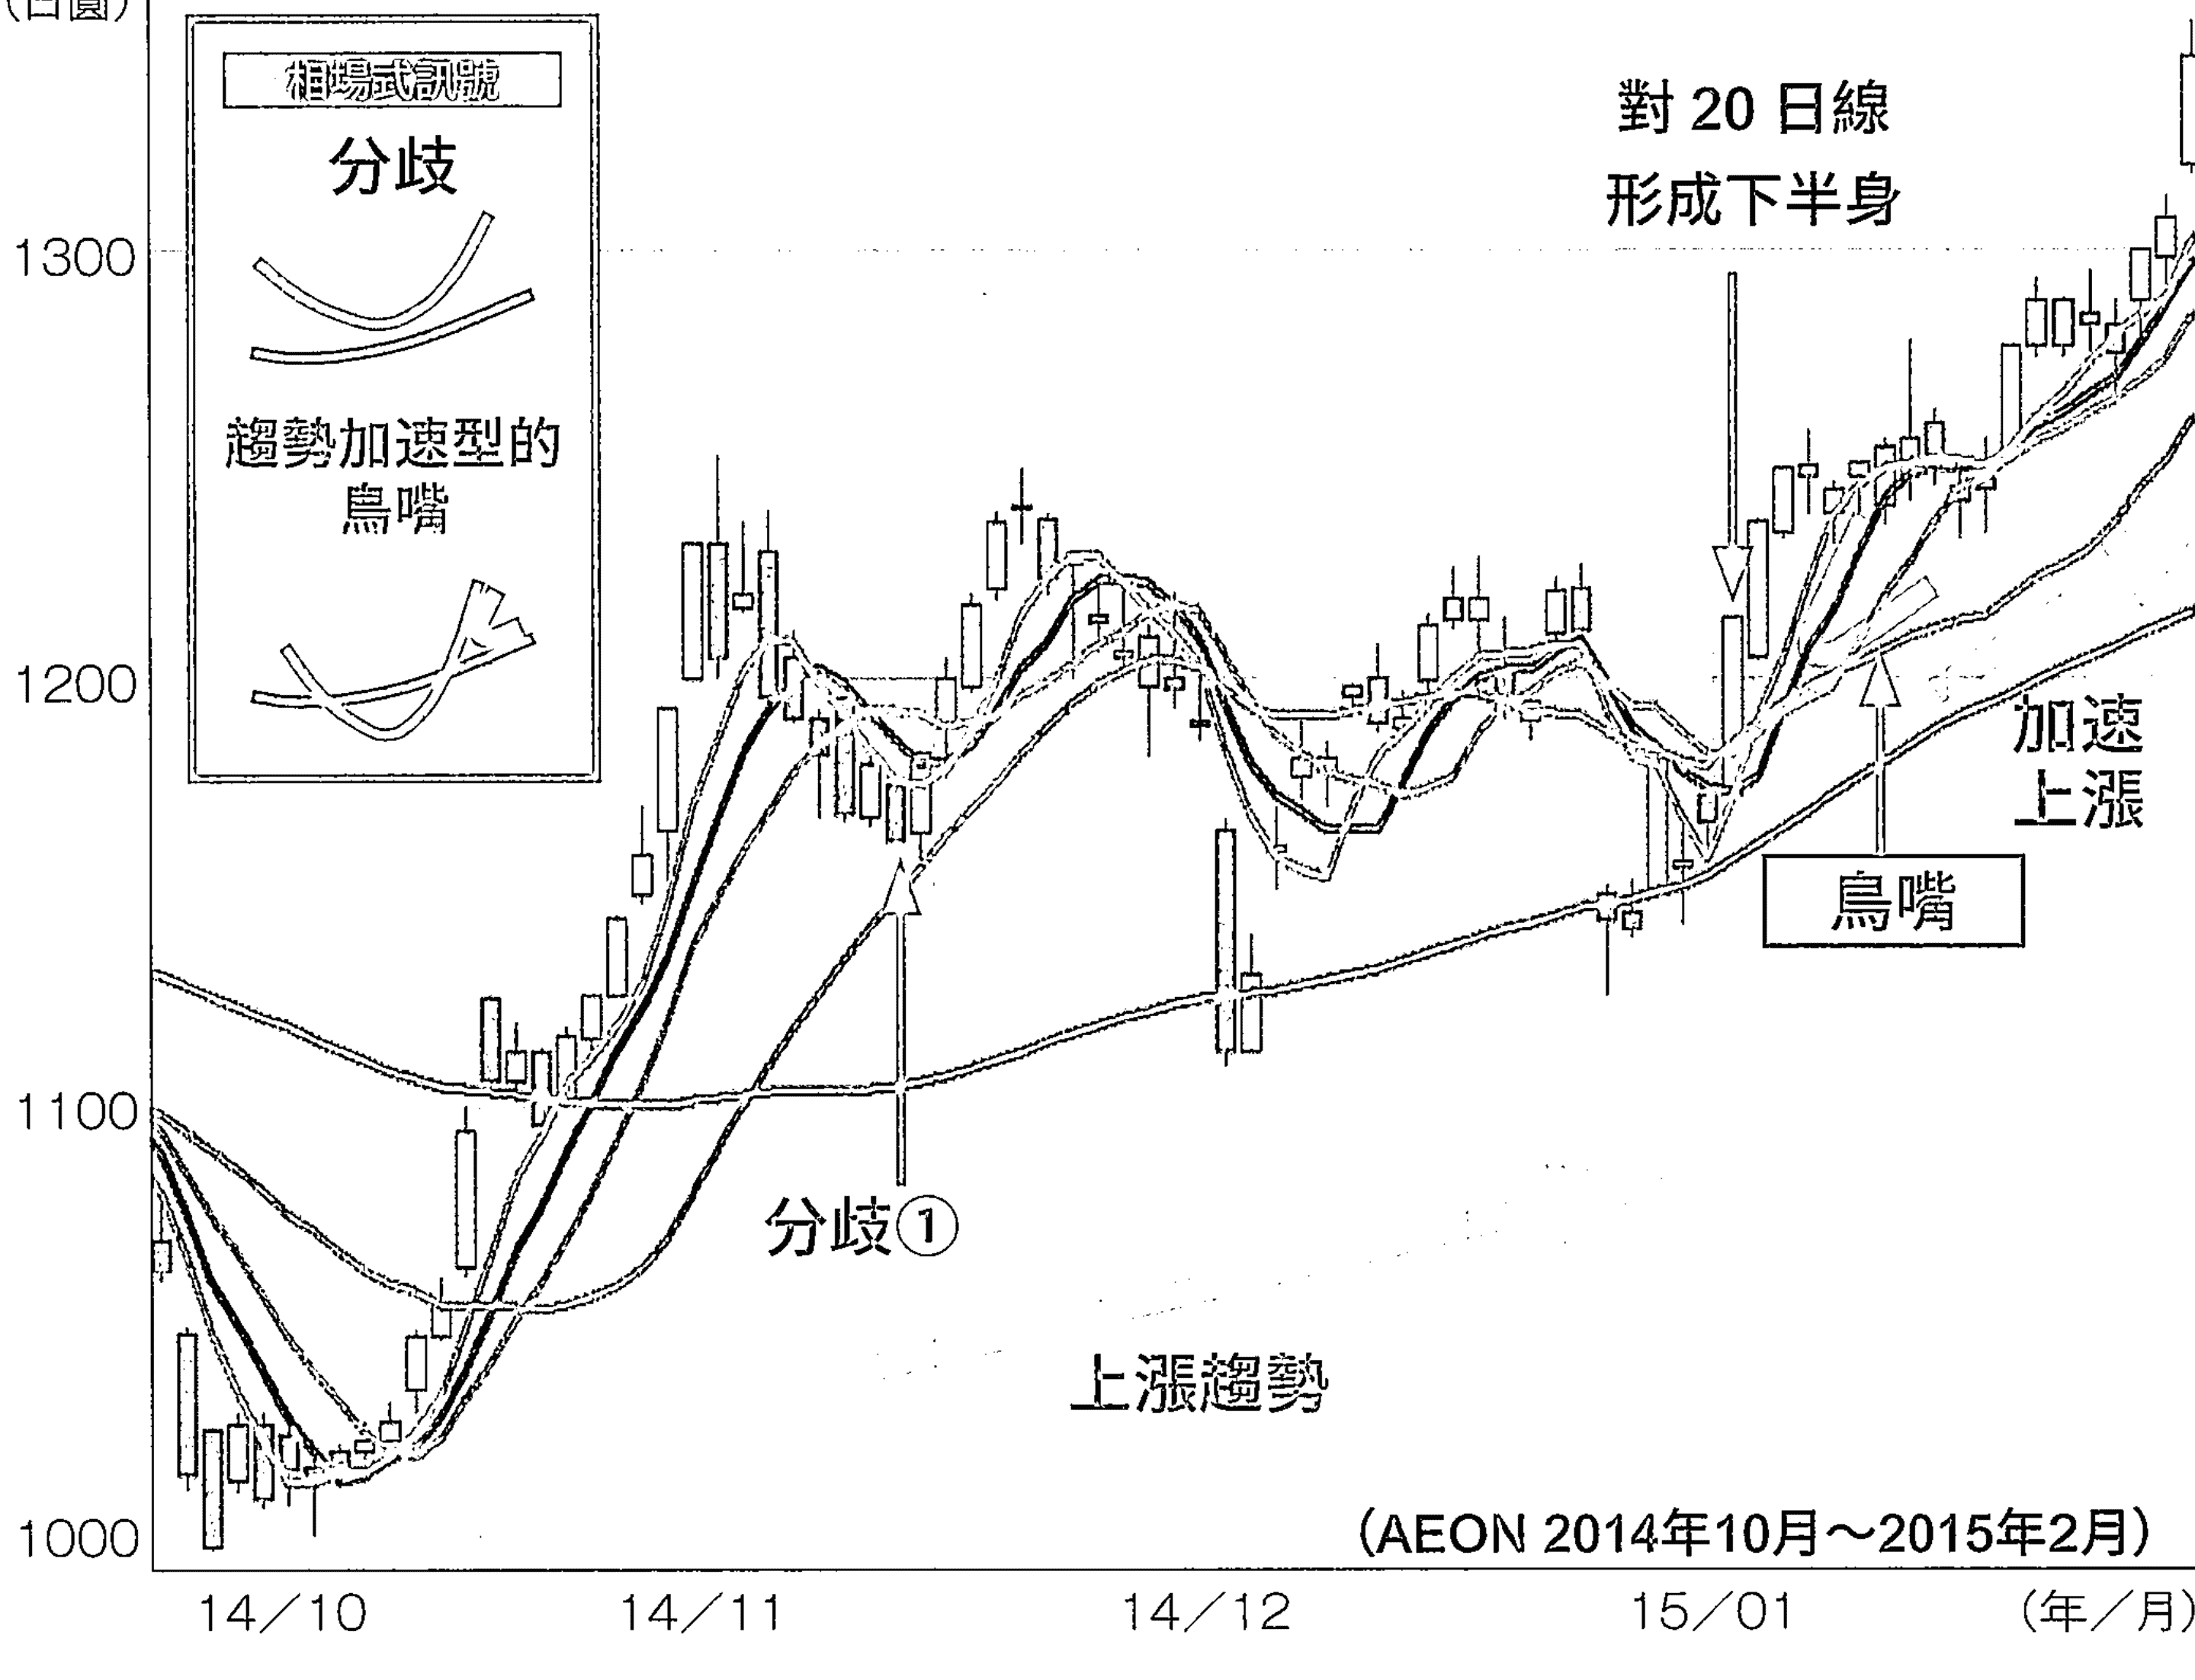 (日圓)
相場式訊號
分歧
趨勢加速型的
鳥嘴
對 20 日線
形成下半身
1300
1200
1100
1000
加速
上漲
鳥嘴
分歧①
上漲趨勢
(AEON 2014年10月~2015年2月)
14/10
14/11
14/12
15/01
(年/月)